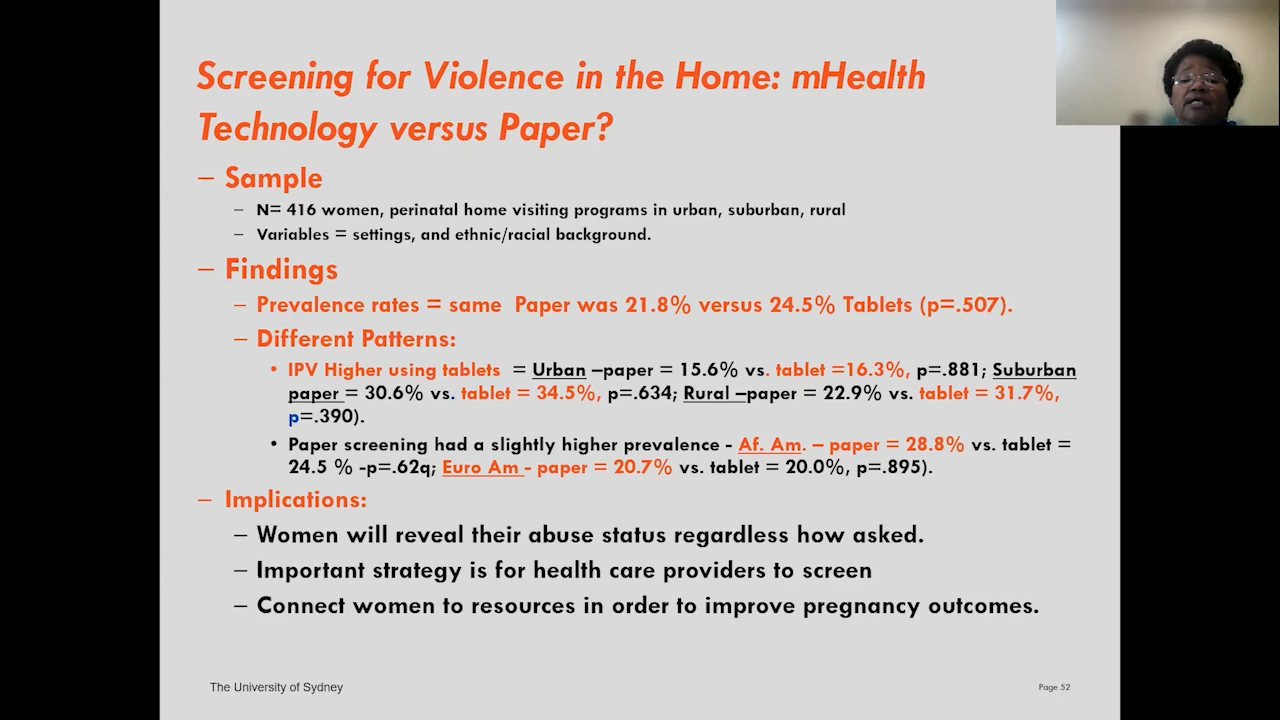 Screening for Violence in the Home: mHealth
Technology versus Paper?
– Sample
– N= 416 women, perinatal home visiting programs in urban, suburban, rural
– Variables = settings, and ethnic/racial background.
– Findings
– Prevalence rates = same Paper was 21.8% versus 24.5% Tablets (p=.507).
– Different Patterns:
• IPV Higher using tablets = Urban –paper = 15.6% vs. tablet =16.3%, p=.881; Suburban
paper = 30.6% vs. tablet = 34.5%, p=.634; Rural –paper = 22.9% vs. tablet = 31.7%,
p=.390).
• Paper screening had a slightly higher prevalence - Af. Am. – paper = 28.8% vs. tablet =
24.5 % -p=.62q; Euro Am - paper = 20.7% vs. tablet = 20.0%, p=.895).
– Implications:
– Women will reveal their abuse status regardless how asked.
– Important strategy is for health care providers to screen
– Connect women to resources in order to improve pregnancy outcomes.
The University of Sydney
Page 52